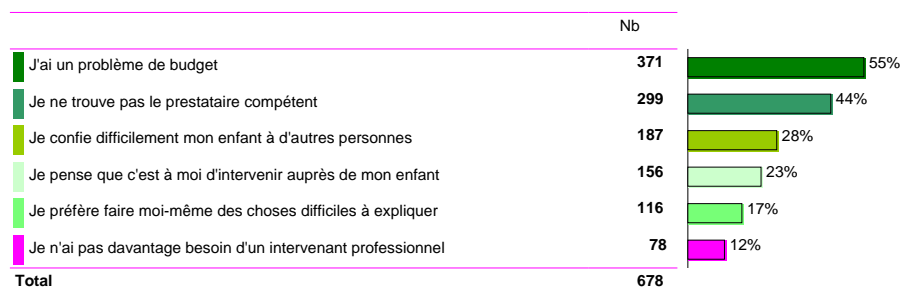 Nb
J'ai un problème de budget 371 55%
Je ne trouve pas le prestataire compétent 299 44%
Je confie difficilement mon enfant à d'autres personnes 187 28%
Je pense que c'est à moi d'intervenir auprès de mon enfant 156 23%
Je préfère faire moi-même des choses difficiles à expliquer 116 17%
Je n'ai pas davantage besoin d'un intervenant professionnel 78 12%
Total 678